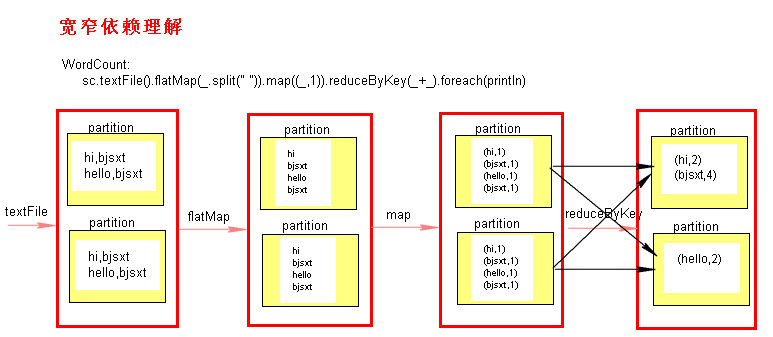 宽窄依赖理解
WordCount:
sc.textFile().flatMap(_.split(" ")).map((_,1)).reduceByKey(_+_).foreach(println)
textFile
partition
hi,bjsxt
hello,bjsxt
partition
hi,bjsxt
hello,bjsxt
flatMap
partition
hi
bjsxt
hello
bjsxt
partition
hi
bjsxt
hello
bjsxt
map
partition
(hi,1)
(bjsxt,1)
(hello,1)
(bjsxt,1)
partition
(hi,1)
(bjsxt,1)
(hello,1)
(bjsxt,1)
reduceByKey
partition
(hi,2)
(bjsxt,4)
partition
(hello,2)